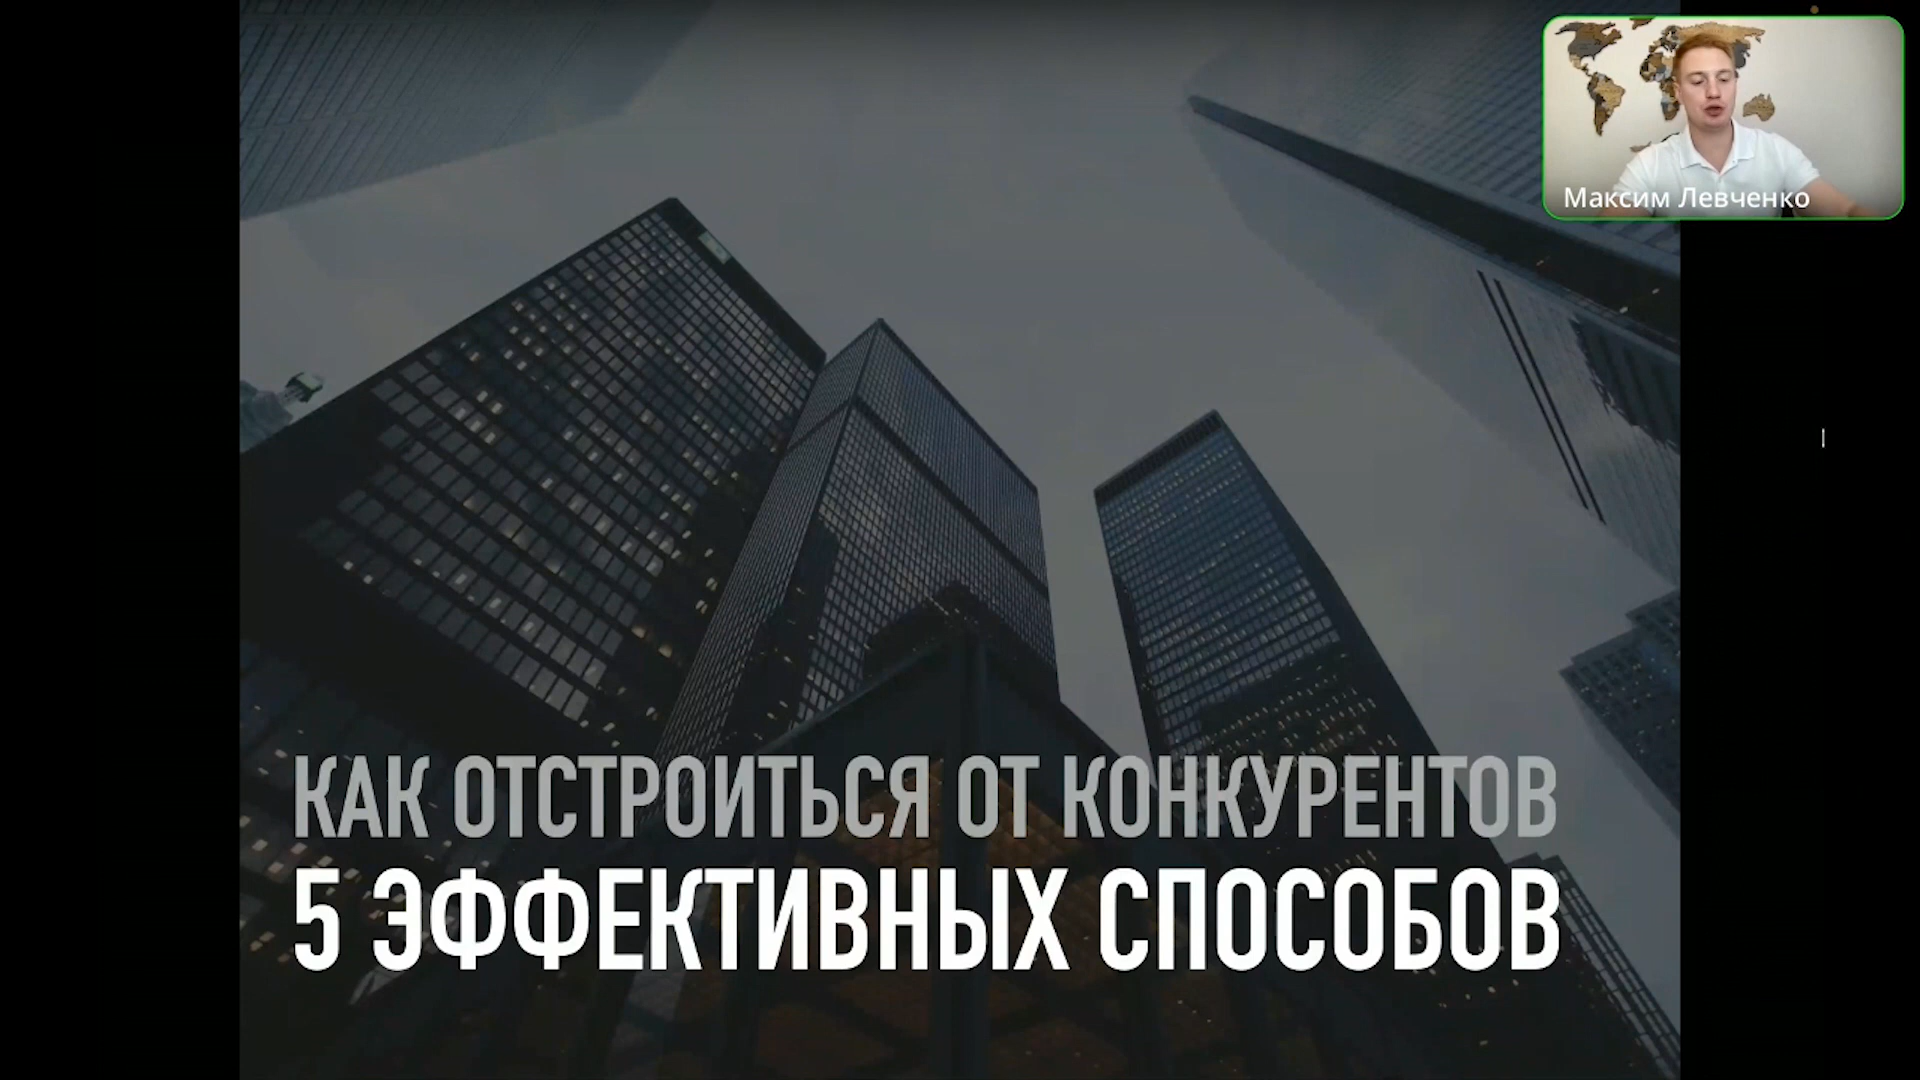 Максим Левченко
КАК ОТСТРОИТЬСЯ ОТ КОНКУРЕНТОВ
5 ЭФФЕКТИВНЫХ СПОСОБОВ